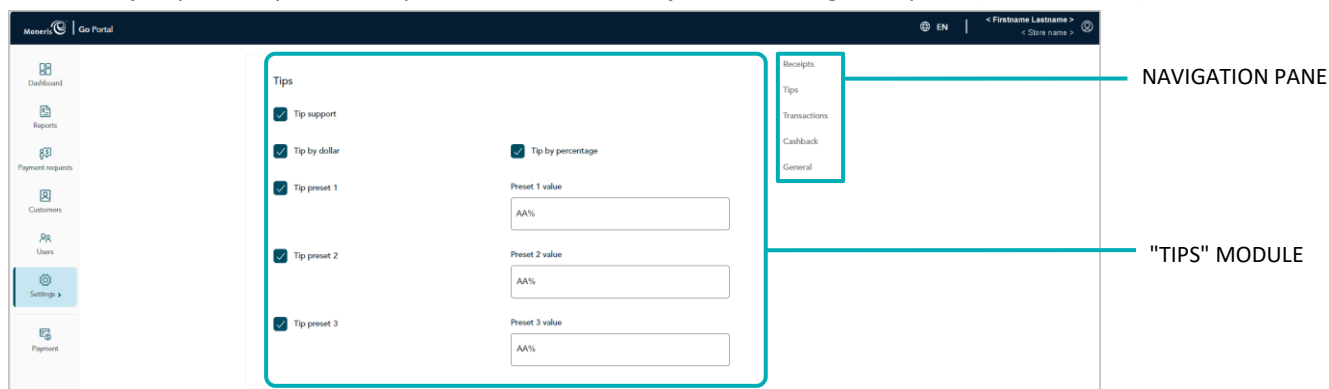 Moneris | Go Portal
EN
< Firstname Lastname >
< Store name >
Dashboard
Reports
Payment requests
Customers
Users
Settings
Payment
Tips
Tip support
Tip by dollar
Tip by percentage
Tip preset 1
Preset 1 value
AA%
Tip preset 2
Preset 2 value
AA%
Tip preset 3
Preset 3 value
AA%
Receipts
Tips
Transactions
Cashback
General
NAVIGATION PANE
"TIPS" MODULE